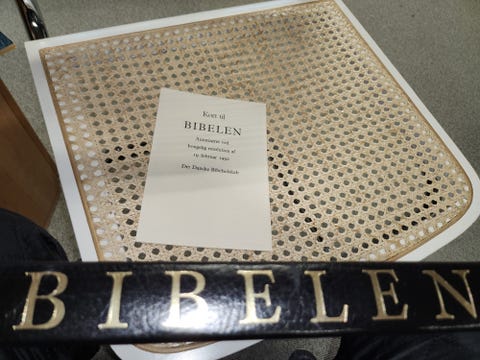 Kort til
BIBELEN
Autoriseret ved
kongelig resolution af
19. februar 1992
Det Danske Bibelselskab
BIBELEN